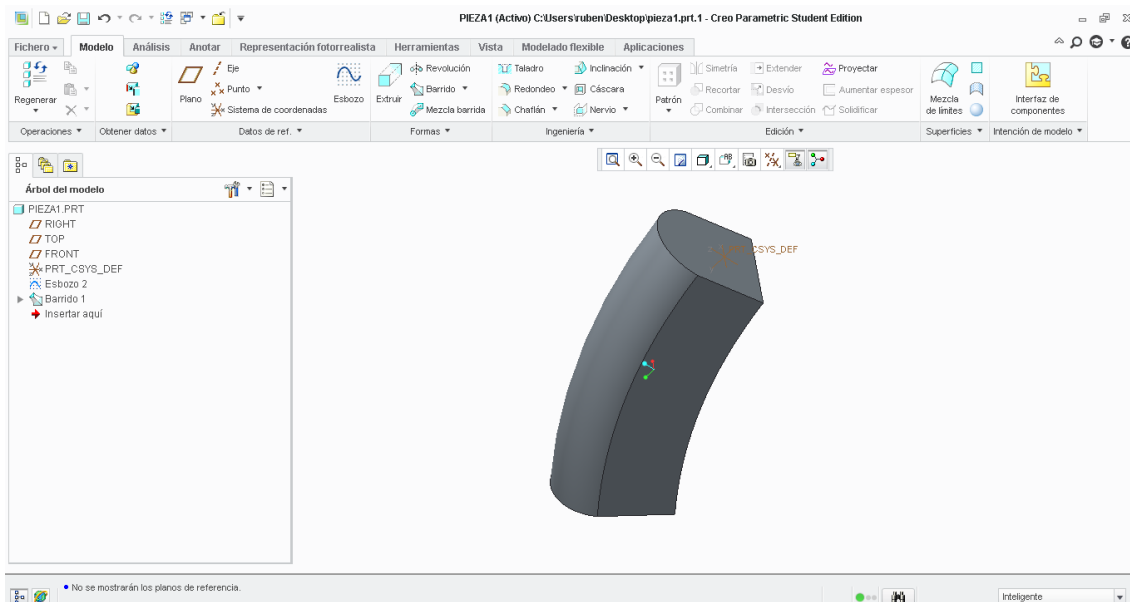 PIEZA1 (Activo) C:\Users\ruben\Desktop\pieza1.prt.1 - Creo Parametric Student Edition
Fichero Modelo Análisis Anotar Representación fotorrealista Herramientas Vista Modelado flexible Aplicaciones
Regenerar
Plano
Eje
Punto
Sistema de coordenadas
Esbozo
Extruir
Revolución
Barrido
Mezcla barrida
Taladro
Redondeo
Chaflán
Inclinación
Cáscara
Nervio
Patrón
Simetría
Recortar
Combinar
Extender
Desvío
Intersección
Proyectar
Aumentar espesor
Solidificar
Mezcla
de límites
Interfaz de
componentes
Operaciones Obtener datos Datos de ref. Formas Ingeniería Edición Superficies Intención de modelo
Árbol del modelo
PIEZA1.PRT
RIGHT
TOP
FRONT
PRT_CSYS_DEF
Esbozo 2
Barrido 1
Insertar aquí
No se mostrarán los planos de referencia.
Inteligente